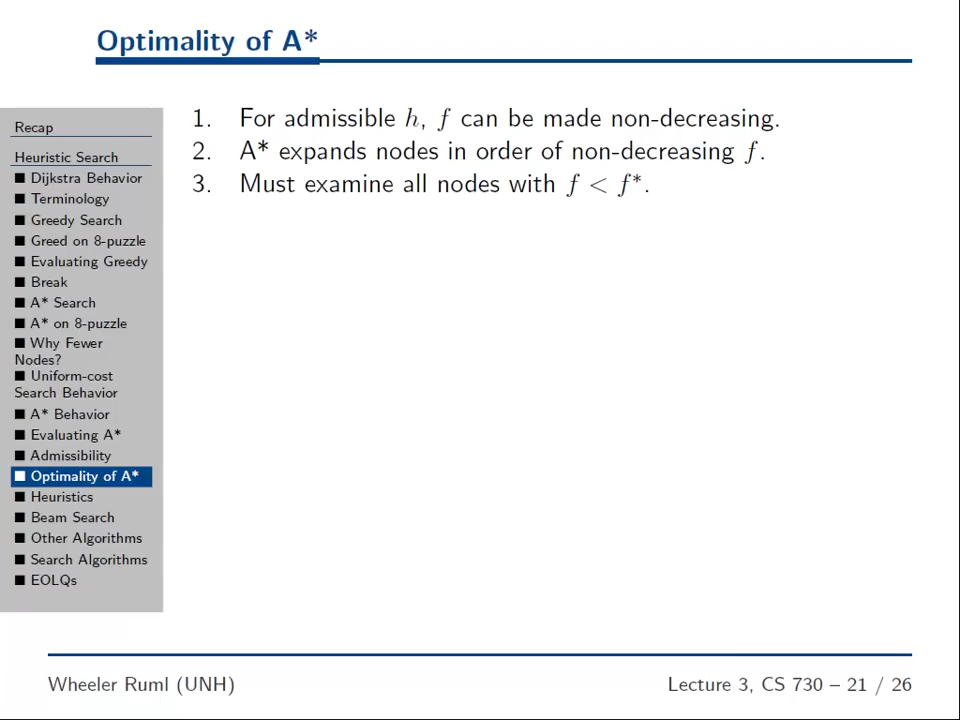 Optimality of A*
Recap
Heuristic Search
■ Dijkstra Behavior
■ Terminology
■ Greedy Search
■ Greed on 8-puzzle
■ Evaluating Greedy
■ Break
■ A* Search
■ A* on 8-puzzle
■ Why Fewer
Nodes?
■ Uniform-cost
Search Behavior
■ A* Behavior
■ Evaluating A*
■ Admissibility
■ Optimality of A*
■ Heuristics
■ Beam Search
■ Other Algorithms
■ Search Algorithms
■ EOLQs
1. For admissible h, f can be made non-decreasing.
2. A* expands nodes in order of non-decreasing f.
3. Must examine all nodes with f < f*.
Wheeler Ruml (UNH)
Lecture 3, CS 730 – 21 / 26